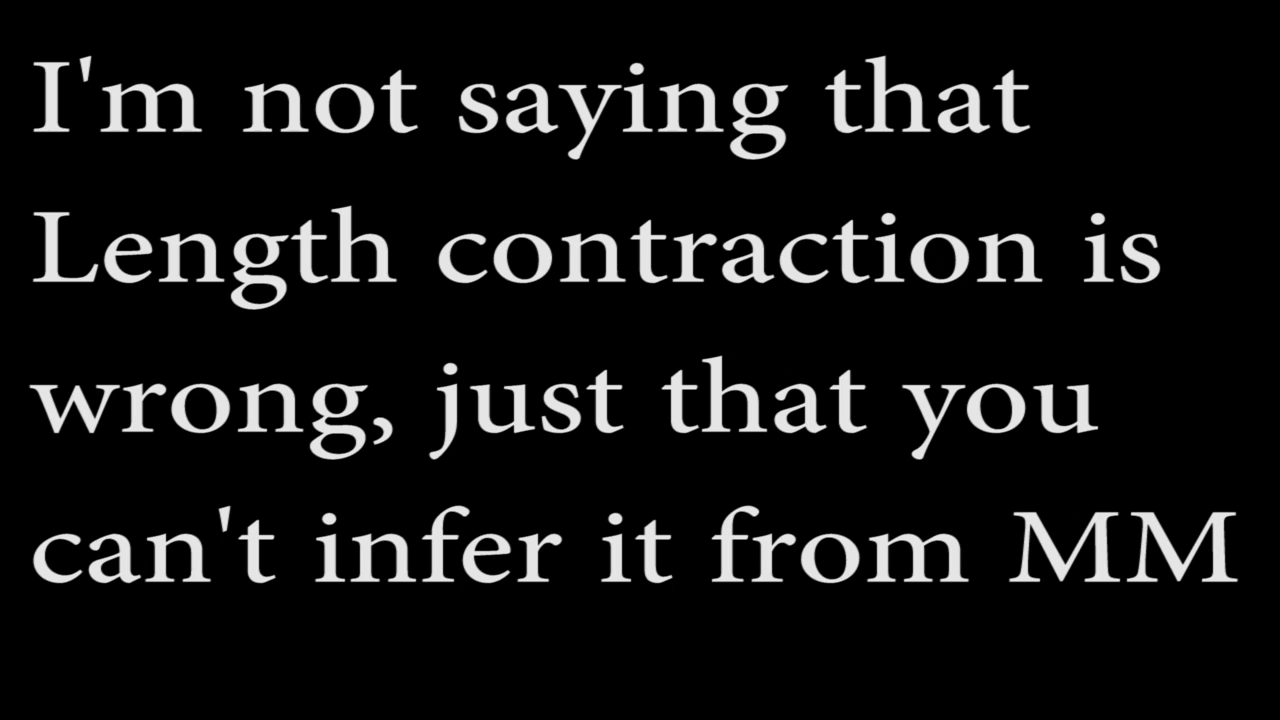 I'm not saying that
Length contraction is
wrong, just that you
can't infer it from MM